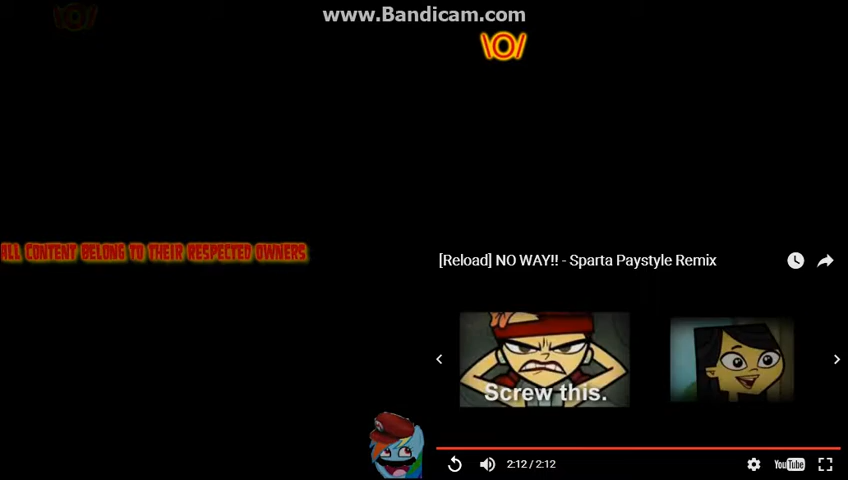 www.Bandicam.com
\O/
ALL CONTENT BELONG TO THEIR RESPECTED OWNERS
[Reload] NO WAY!! - Sparta Paystyle Remix
Screw this.
2:12 / 2:12
YouTube